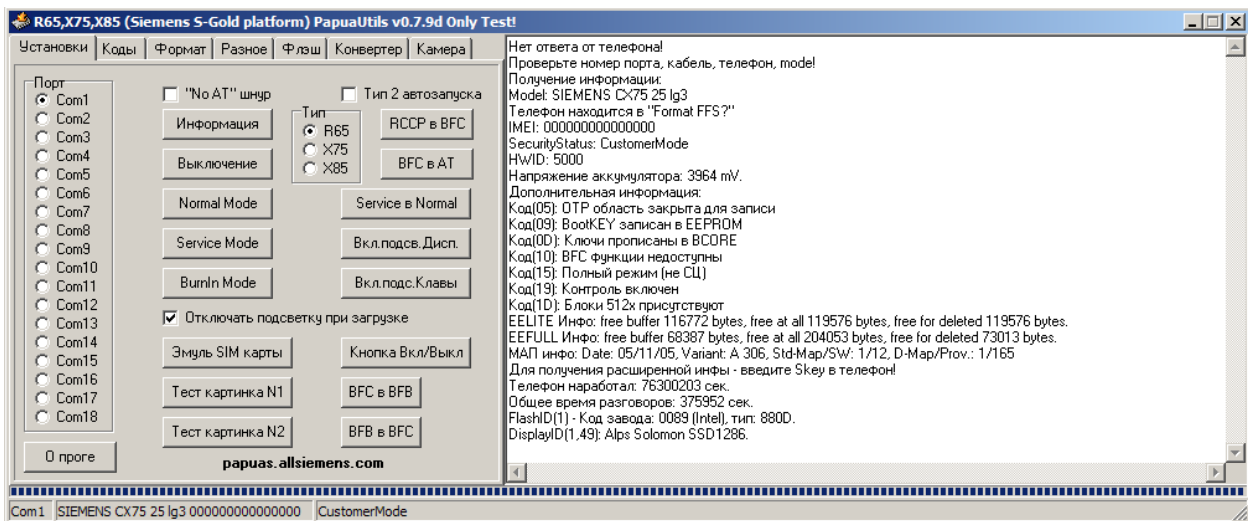 R65,X75,X85 (Siemens S-Gold platform) PapuaUtils v0.7.9d Only Test!
Установки Коды Формат Разное Флэш Конвертер Камера
Порт
Com1
Com2
Com3
Com4
Com5
Com6
Com7
Com8
Com9
Com10
Com11
Com12
Com13
Com14
Com15
Com16
Com17
Com18
О проге
"No AT" шнур
Тип 2 автозапуска
Информация
Тип
R65
X75
X85
RCCP в BFC
Выключение
BFC в AT
Normal Mode
Service в Normal
Service Mode
Вкл.подсв.Дисп.
BurnIn Mode
Вкл.подс.Клавы
Отключать подсветку при загрузке
Эмуль SIM карты
Кнопка Вкл/Выкл
Тест картинка N1
BFC в BFB
Тест картинка N2
BFB в BFC
papuas.allsiemens.com
Нет ответа от телефона!
Проверьте номер порта, кабель, телефон, mode!
Получение информации:
Model: SIEMENS CX75 25 lg3
Телефон находится в "Format FFS?"
IMEI: 000000000000000
SecurityStatus: CustomerMode
HWID: 5000
Напряжение аккумулятора: 3964 mV.
Дополнительная информация:
Код(05): OTP область закрыта для записи
Код(09): BootKEY записан в EEPROM
Код(0D): Ключи прописаны в BCORE
Код(10): BFC функции недоступны
Код(15): Полный режим (не СЦ)
Код(19): Контроль включен
Код(1D): Блоки 512x присутствуют
EELITE Инфо: free buffer 116772 bytes, free at all 119576 bytes, free for deleted 119576 bytes.
EEFULL Инфо: free buffer 68387 bytes, free at all 204053 bytes, free for deleted 73013 bytes.
МАП инфо: Date: 05/11/05, Variant: A 306, Std-Map/SW: 1/12, D-Map/Prov.: 1/165
Для получения расширенной инфы - введите Skey в телефон!
Телефон наработал: 76300203 сек.
Общее время разговоров: 375952 сек.
FlashID(1) - Код завода: 0089 (Intel), тип: 880D.
DisplayID(1,49): Alps Solomon SSD1286.
Com1 SIEMENS CX75 25 lg3 000000000000000 CustomerMode